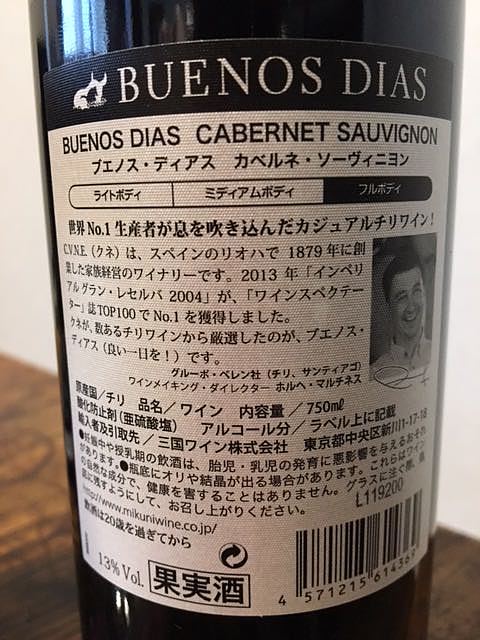 BUENOS DIAS
BUENOS DIAS CABERNET SAUVIGNON
ブエノス・ディアス カベルネ・ソーヴィニヨン
ライトボディ ミディアムボディ フルボディ
世界No.1生産者が息を吹き込んだカジュアルチリワイン！
C.V.N.E.（クネ）は、スペインのリオハで 1879 年に創
業した家族経営のワイナリーです。2013 年「インペリ
アル グラン・レセルバ 2004」が、「ワインスペクテー
ター」誌TOP100でNo.1を獲得しました。
クネが、数あるチリワインから厳選したのが、ブエノス・
ディアス（良い一日を！）です。
グルーポ・ベレン社（チリ、サンティアゴ）
ワインメイキング・ディレクター ホルヘ・マルチネス
原産国／チリ 品名／ワイン 内容量／750ml
酸化防止剤（亜硫酸塩） アルコール分／ラベル上に記載
輸入者及引取先／三国ワイン株式会社 東京都中央区新川1-17-18
●妊娠中や授乳期の飲酒は、胎児・乳児の発育に悪影響を与えるおそれ
があります。●瓶底にオリや結晶が出る場合があります。これらはワイン
の自然な成分で、健康を害することはありません。グラスに注ぐ際、瓶
底に残すようにして、お召し上がりください。
L119200
http://www.mikuniwine.co.jp/
飲酒は20歳を過ぎてから
13% Vol. 果実酒
4 571215 614369